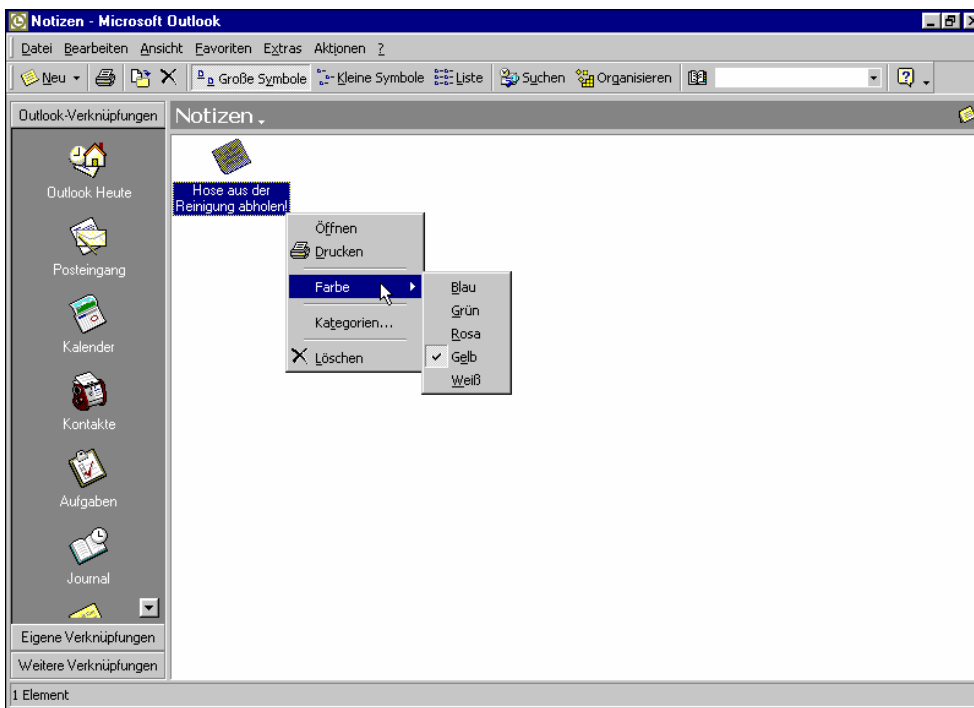 Notizen - Microsoft Outlook
Datei Bearbeiten Ansicht Favoriten Extras Aktionen ?
Neu Große Symbole Kleine Symbole Liste Suchen Organisieren
Outlook-Verknüpfungen
Notizen
Outlook Heute
Posteingang
Kalender
Kontakte
Aufgaben
Journal
Eigene Verknüpfungen
Weitere Verknüpfungen
Hose aus der
Reinigung abholen!
Öffnen
Drucken
Farbe
Kategorien...
Löschen
Blau
Grün
Rosa
Gelb
Weiß
1 Element